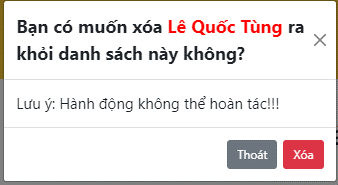 Bạn có muốn xóa Lê Quốc Tùng ra
khỏi danh sách này không?
Lưu ý: Hành động không thể hoàn tác!!!
Thoát Xóa